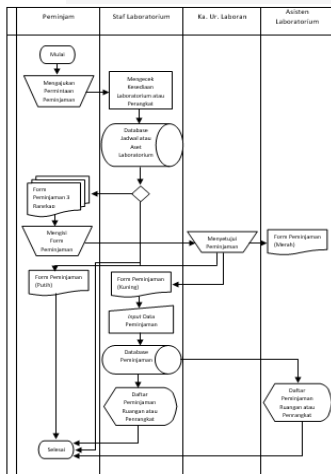 Peminjam
Staf Laboratorium
Ka. Ur. Laboran
Asisten
Laboratorium
Mulai
Mengajukan
Permintaan
Peminjaman
Mengecek
Kesediaan
Laboratorium atau
Perangkat
Database
Jadwal atau
Aset
Laboratorium
Form
Peminjaman 3
Rangkap
Mengisi
Form
Peminjaman
Menyetujui
Peminjaman
Form Peminjaman
(Merah)
Form Peminjaman
(Putih)
Form Peminjaman
(Kuning)
Input Data
Peminjaman
Database
Peminjaman
Daftar
Peminjaman
Ruangan atau
Penrangkat
Daftar
Peminjaman
Ruangan atau
Penrangkat
Selesai